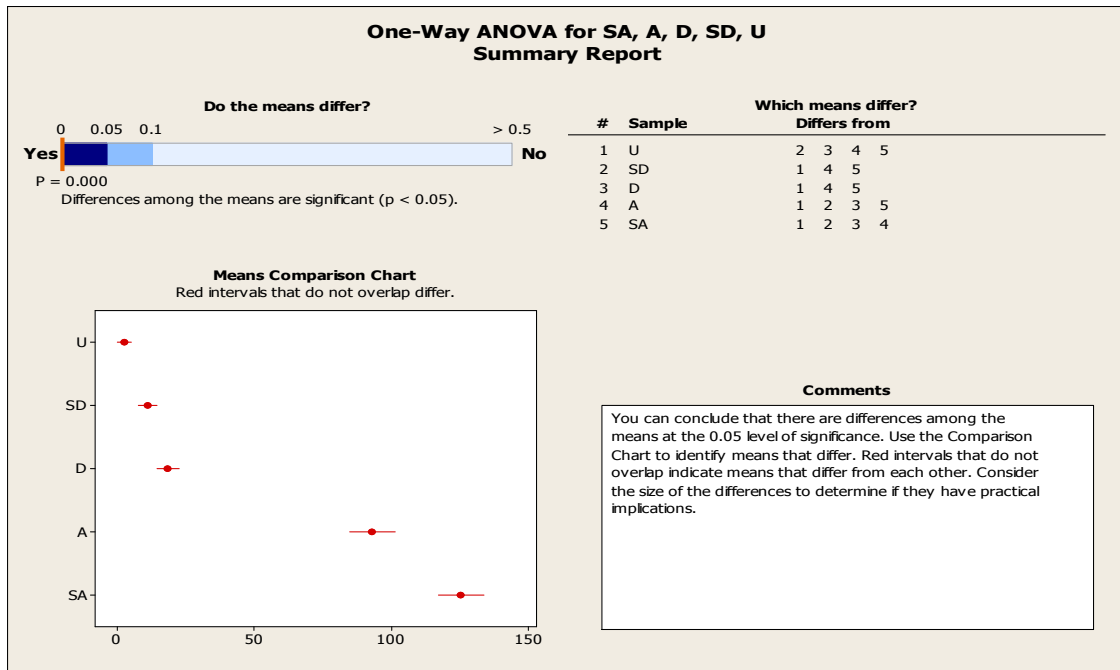 One-Way ANOVA for SA, A, D, SD, U
Summary Report
Do the means differ?
0 0.05 0.1 > 0.5
Yes No
P = 0.000
Differences among the means are significant (p < 0.05).
Which means differ?
# Sample Differs from
1 U 2 3 4 5
2 SD 1 4 5
3 D 1 4 5
4 A 1 2 3 5
5 SA 1 2 3 4
Means Comparison Chart
Red intervals that do not overlap differ.
U
SD
D
A
SA
0 50 100 150
Comments
You can conclude that there are differences among the
means at the 0.05 level of significance. Use the Comparison
Chart to identify means that differ. Red intervals that do not
overlap indicate means that differ from each other. Consider
the size of the differences to determine if they have practical
implications.